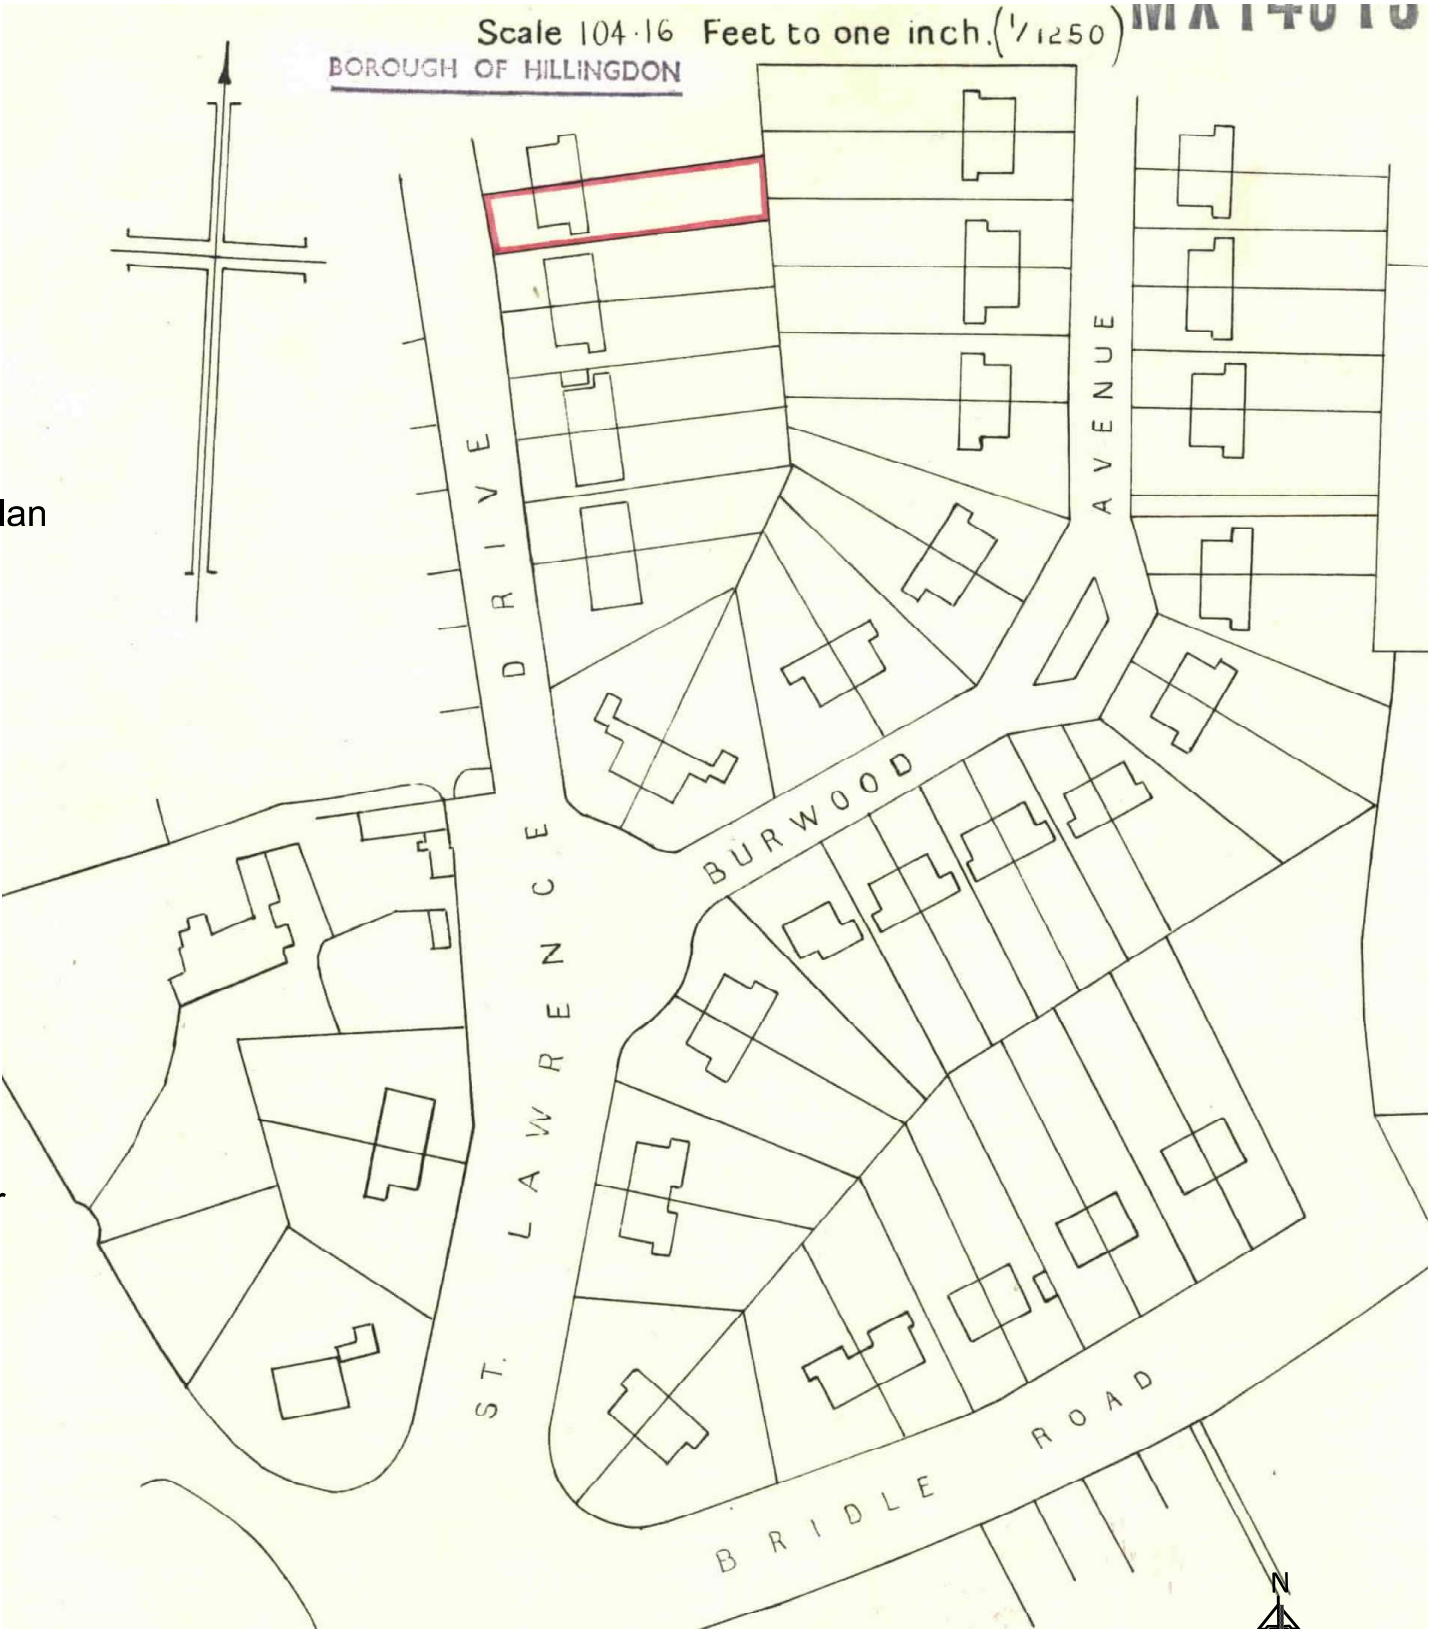 Scale 104·16 Feet to one inch. (1/1250)
BOROUGH OF HILLINGDON
AVENUE
BURWOOD
ST. LAWRENCE DRIVE
BRIDLE ROAD
N